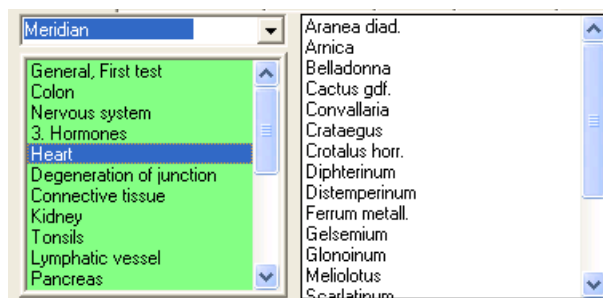 Meridian
General, First test
Colon
Nervous system
3. Hormones
Heart
Degeneration of junction
Connective tissue
Kidney
Tonsils
Lymphatic vessel
Pancreas
Aranea diad.
Arnica
Belladonna
Cactus gdf.
Convallaria
Crataegus
Crotalus horr.
Diphterinum
Distemperinum
Ferrum metall.
Gelsemium
Glonoinum
Meliolotus
Scarlatinum